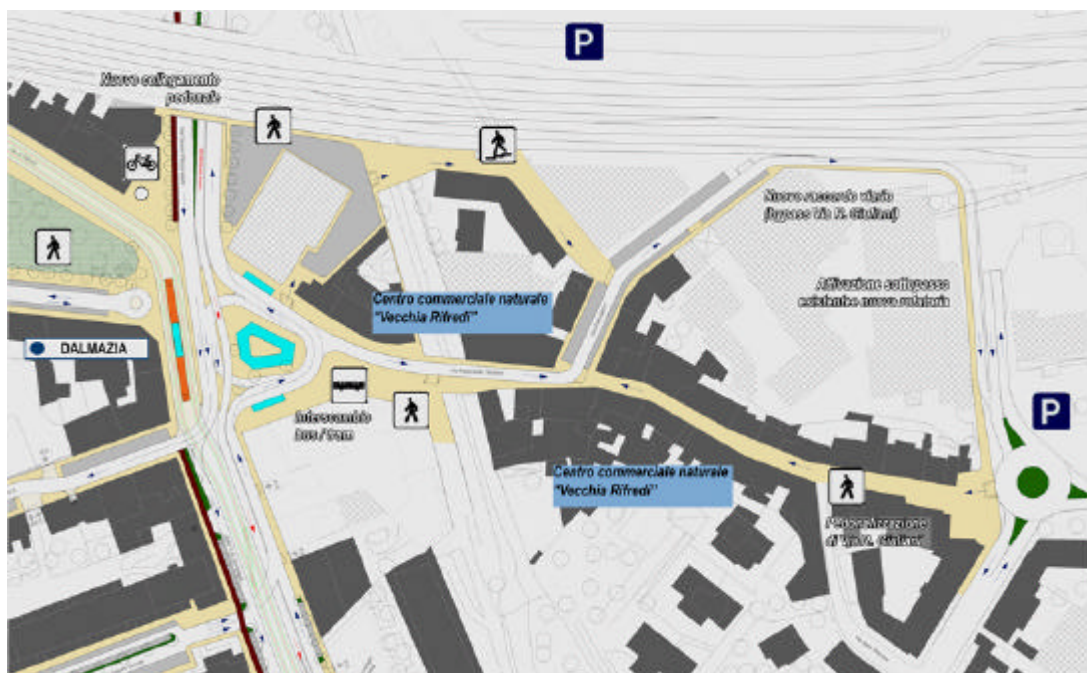 P
Nuovo collegamento
pedonale
Nuovo raccordo viario
(bypass Via R. Giuliani)
Attivazione sottopasso
esistente nuova rotatoria
Centro commerciale naturale
"Vecchia Rifredi"
DALMAZIA
P
Interscambio
bus / tram
Centro commerciale naturale
"Vecchia Rifredi"
Pedonalizzazione
di Via R. Giuliani